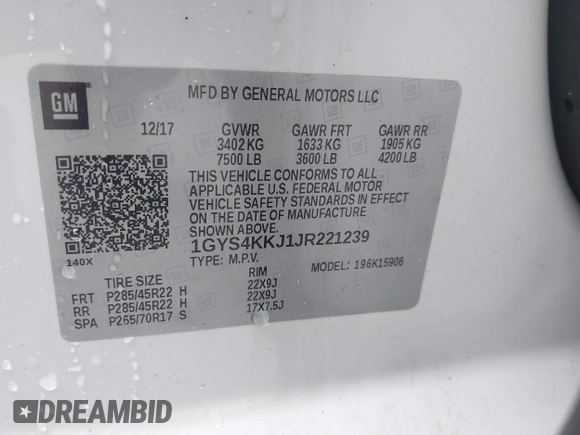 GM
MFD BY GENERAL MOTORS LLC
12/17 GVWR GAWR FRT GAWR RR
3402 KG 1633 KG 1905 KG
7500 LB 3600 LB 4200 LB
THIS VEHICLE CONFORMS TO ALL
APPLICABLE U.S. FEDERAL MOTOR
VEHICLE SAFETY STANDARDS IN
EFFECT ON THE DATE OF MANUFACTURE
SHOWN ABOVE.
1GYS4KKJ1JR221239
TYPE: M.P.V. MODEL: 196K15906
140X
TIRE SIZE RIM
FRT P285/45R22 H 22X9J
RR P285/45R22 H 22X9J
SPA P265/70R17 S 17X7.5J
DREAMBID